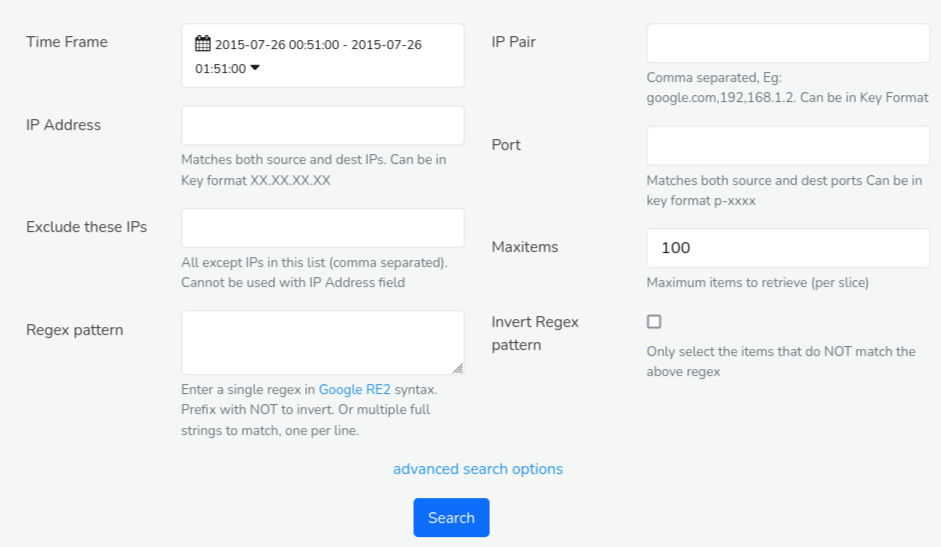 Time Frame
2015-07-26 00:51:00 - 2015-07-26
01:51:00
IP Address
Matches both source and dest IPs. Can be in
Key format XX.XX.XX.XX
Exclude these IPs
All except IPs in this list (comma separated).
Cannot be used with IP Address field
Regex pattern
Enter a single regex in Google RE2 syntax.
Prefix with NOT to invert. Or multiple full
strings to match, one per line.
IP Pair
Comma separated, Eg:
google.com,192,168.1.2. Can be in Key Format
Port
Matches both source and dest ports Can be in
key format p-xxxx
Maxitems
100
Maximum items to retrieve (per slice)
Invert Regex
pattern
Only select the items that do NOT match the
above regex
advanced search options
Search